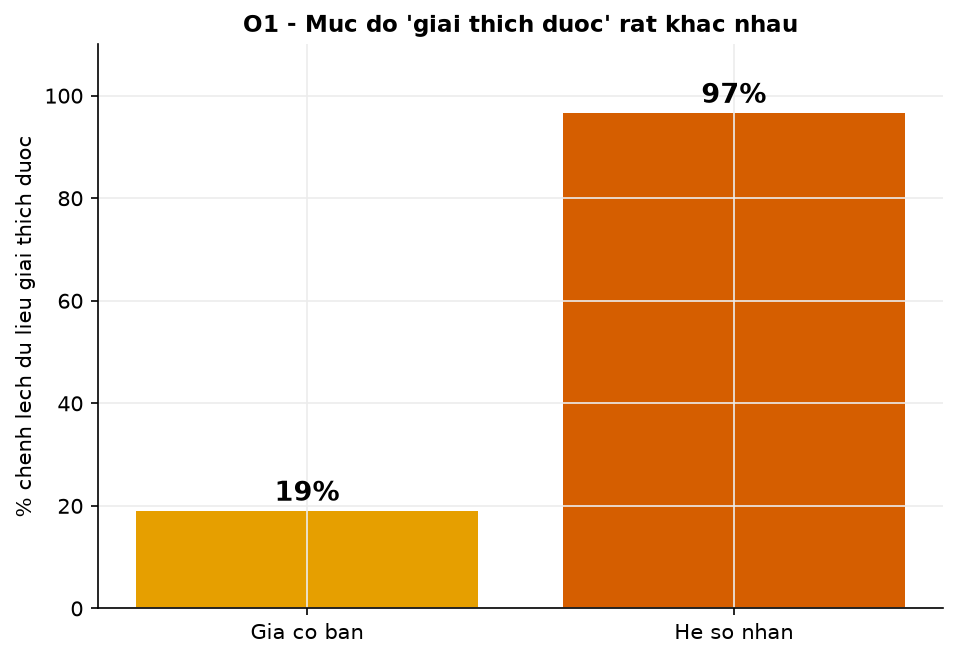 O1 - Muc do 'giai thich duoc' rat khac nhau
% chenh lech du lieu giai thich duoc
100
80
60
40
20
0
97%
19%
Gia co ban
He so nhan